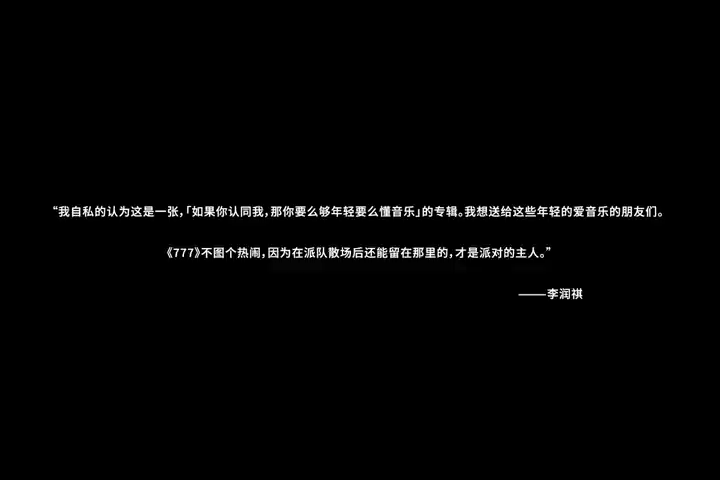 “我自私的认为这是一张，「如果你认同我，那你要么够年轻要么懂音乐」的专辑。我想送给这些年轻的爱音乐的朋友们。
《777》不图个热闹，因为在派队散场后还能留在那里的，才是派对的主人。”
——李润祺